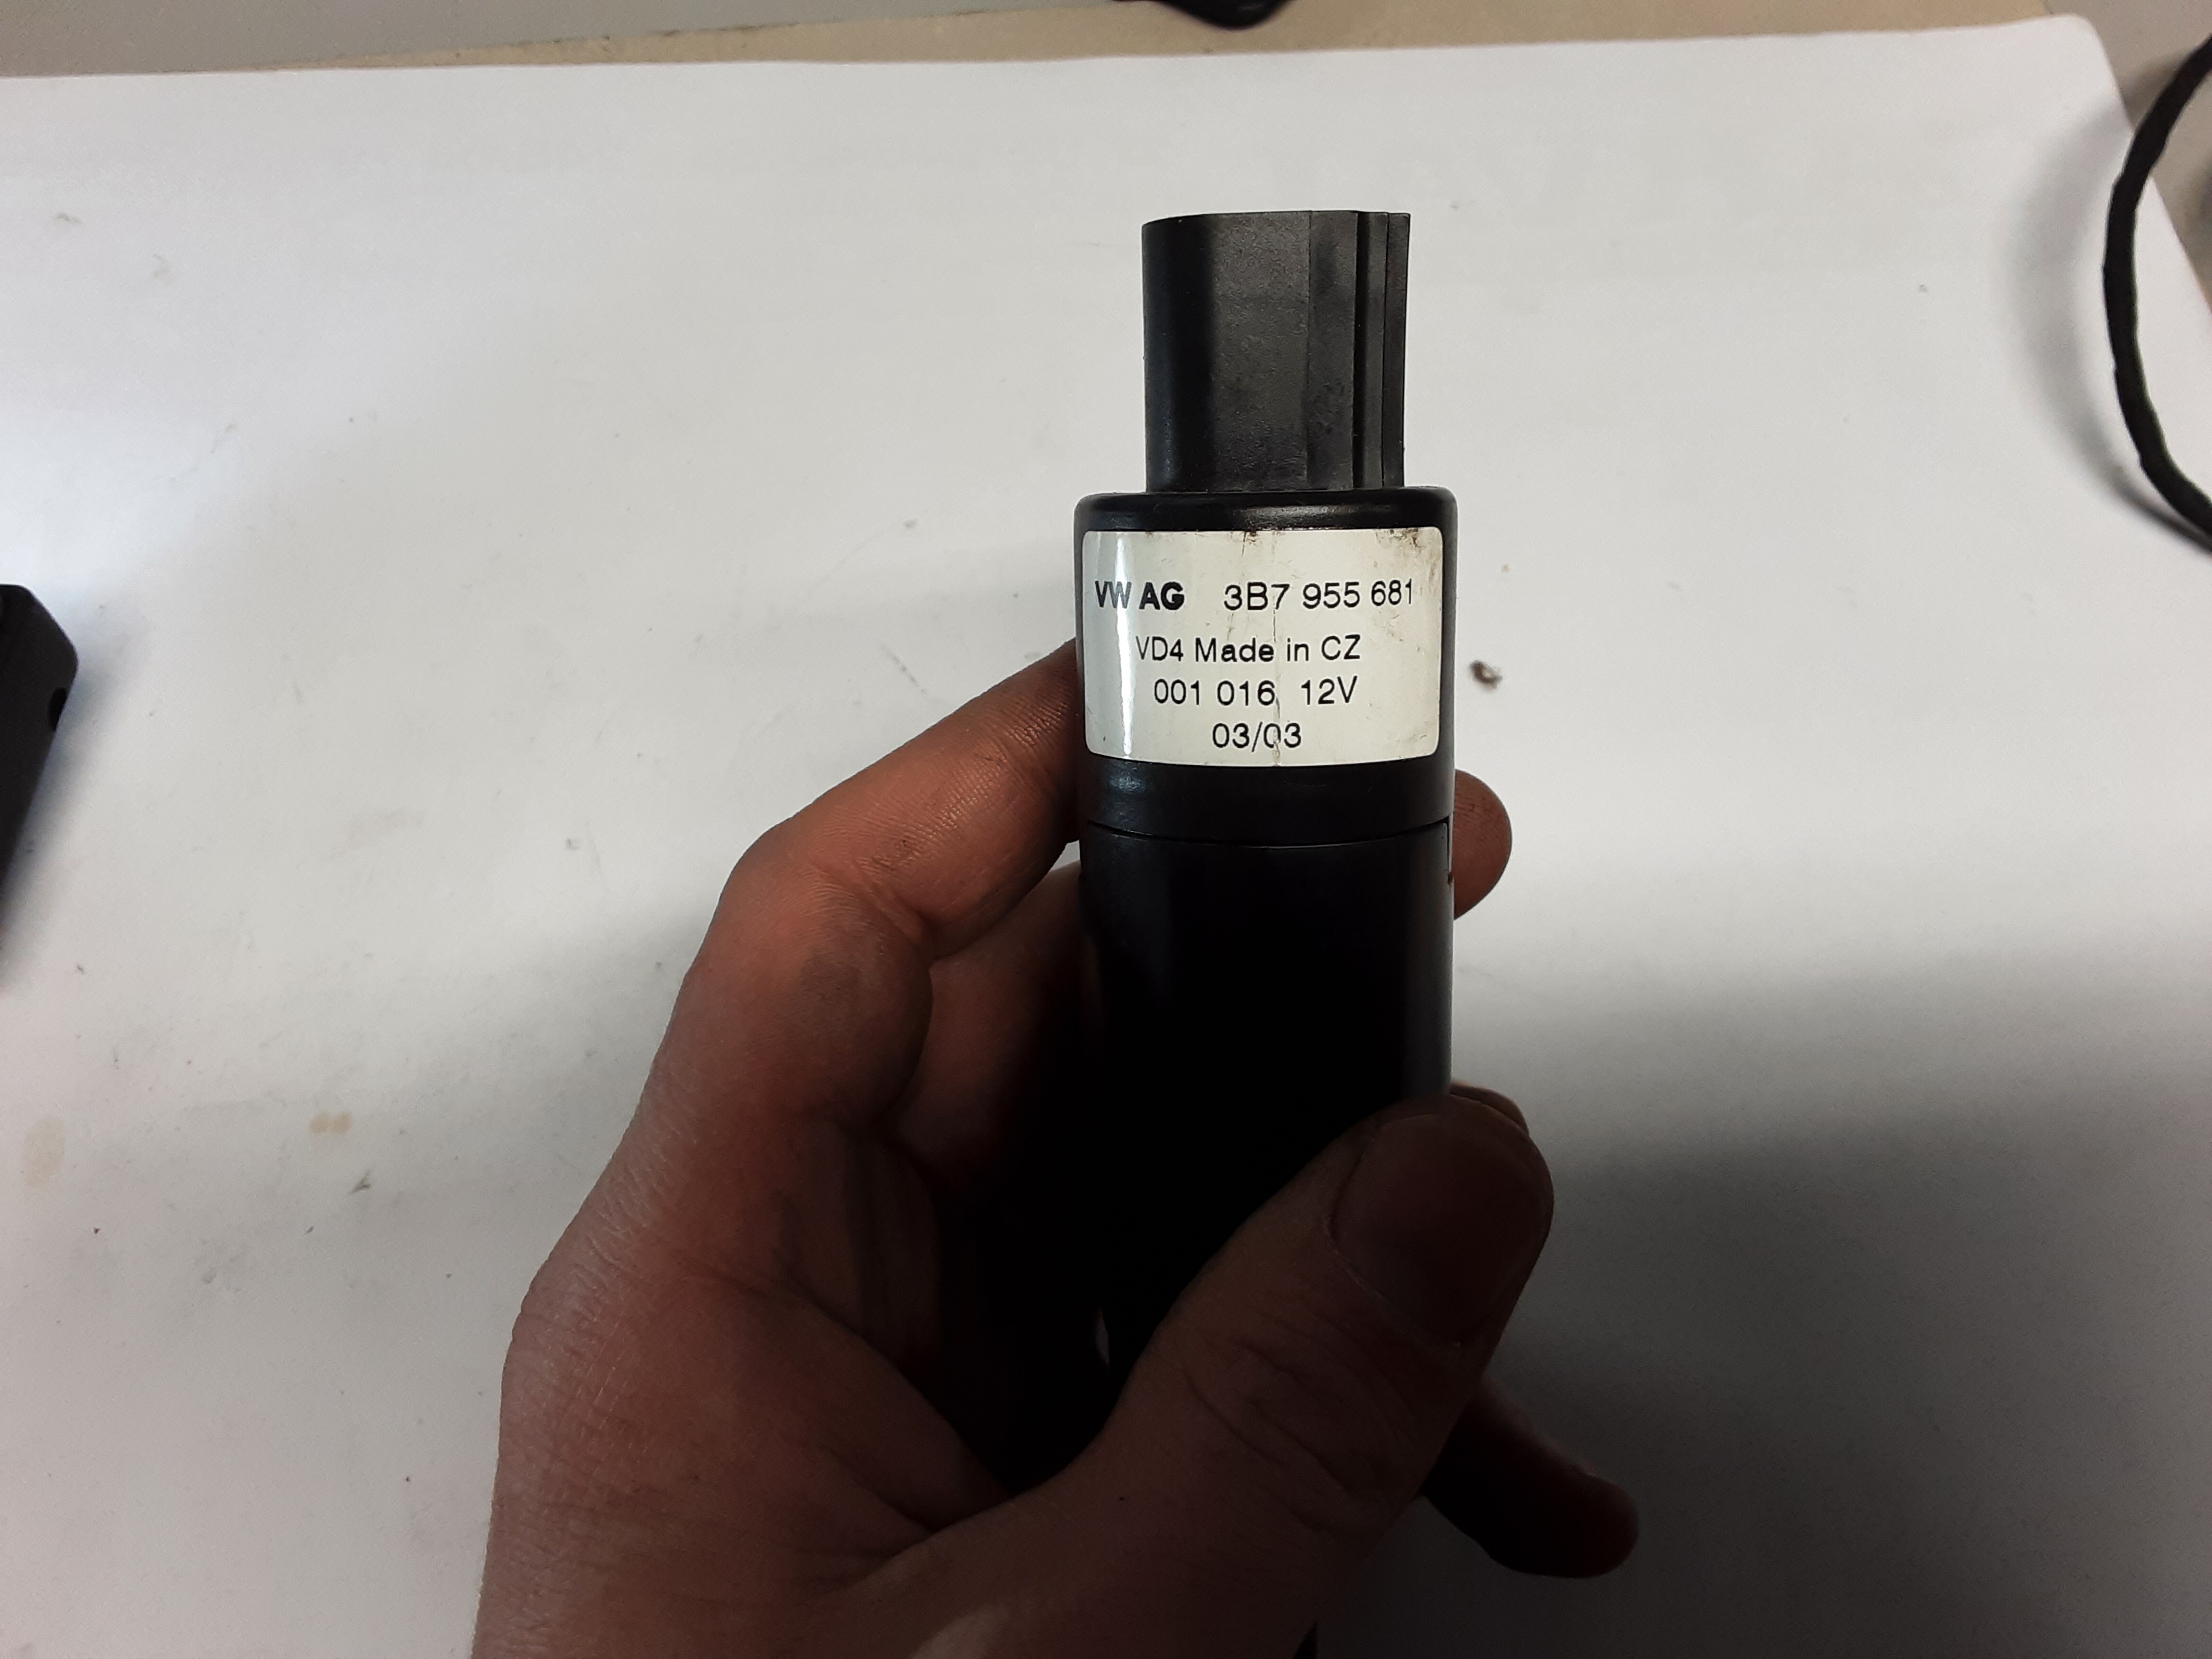 VW AG 3B7 955 681
VD4 Made in CZ
001 016 12V
03/03